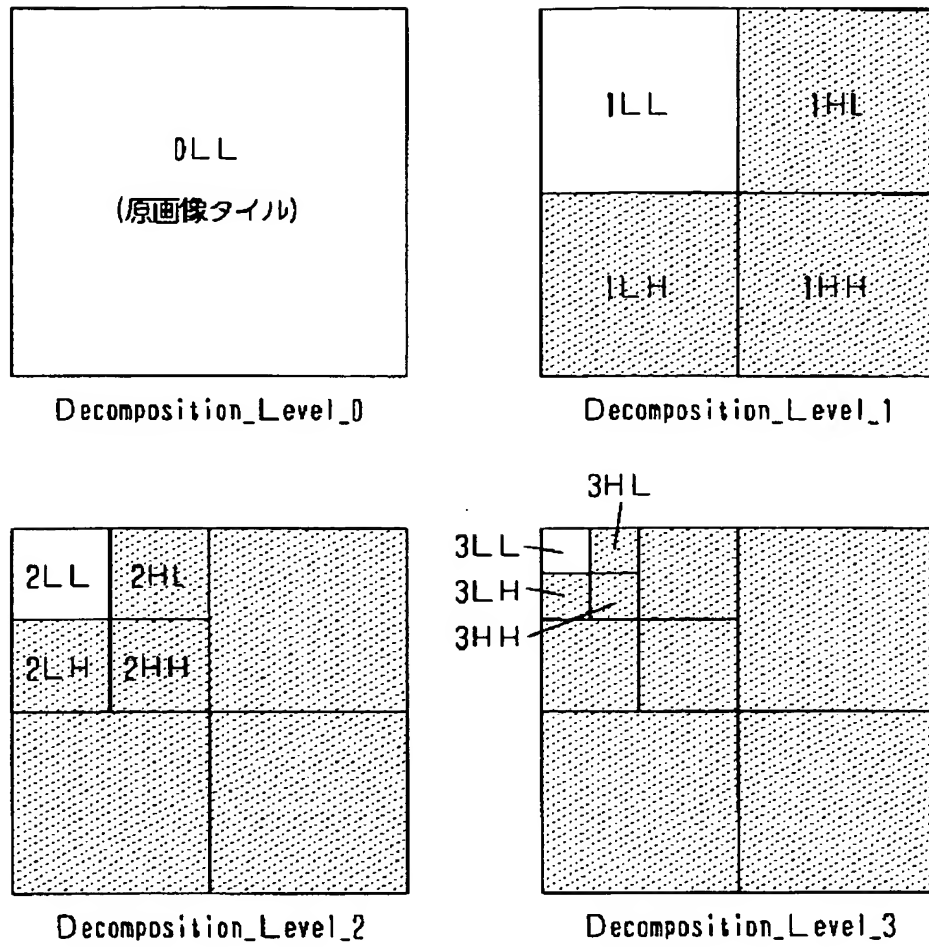 0LL
(原画像タイル)
Decomposition_Level_0
1LL 1HL
1LH 1HH
Decomposition_Level_1
2LL 2HL
2LH 2HH
Decomposition_Level_2
3HL
3LL
3LH
3HH
Decomposition_Level_3